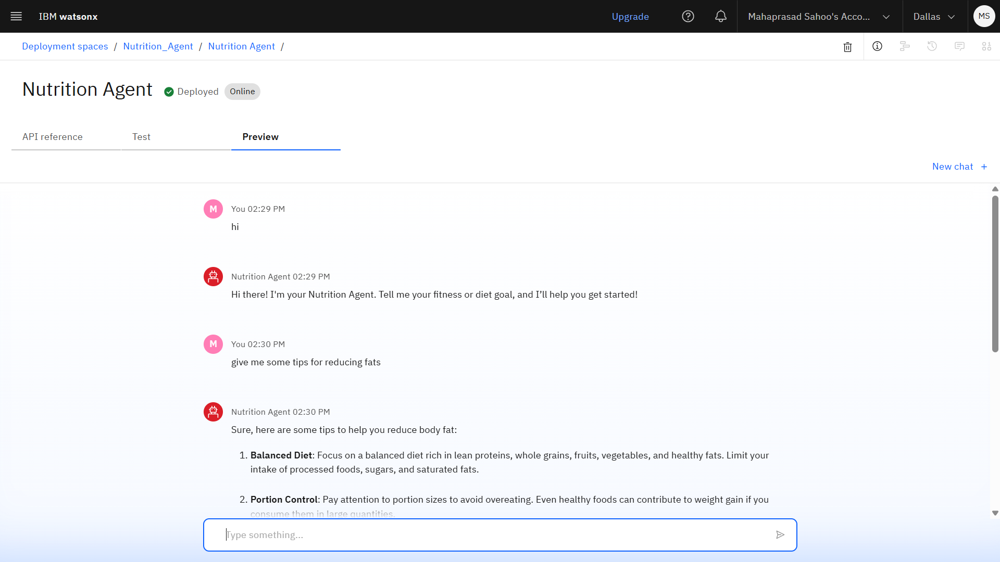 IBM watsonx
Upgrade
Mahaprasad Sahoo's Acco...
Dallas
MS
Deployment spaces / Nutrition_Agent / Nutrition Agent /
Nutrition Agent
Deployed
Online
API reference
Test
Preview
New chat +
M
You 02:29 PM
hi
Nutrition Agent 02:29 PM
Hi there! I'm your Nutrition Agent. Tell me your fitness or diet goal, and I’ll help you get started!
M
You 02:30 PM
give me some tips for reducing fats
Nutrition Agent 02:30 PM
Sure, here are some tips to help you reduce body fat:
1. Balanced Diet: Focus on a balanced diet rich in lean proteins, whole grains, fruits, vegetables, and healthy fats. Limit your
intake of processed foods, sugars, and saturated fats.
2. Portion Control: Pay attention to portion sizes to avoid overeating. Even healthy foods can contribute to weight gain if you
consume them in large quantities.
Type something...